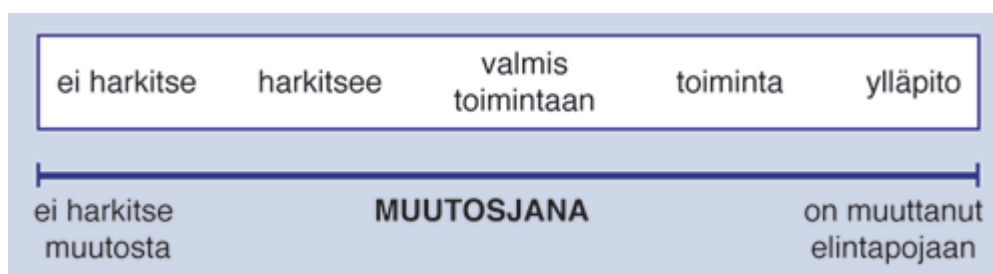 ei harkitse harkitsee valmis toimintaan toiminta ylläpito
ei harkitse muutosta MUUTOSJANA on muuttanut elintapojaan